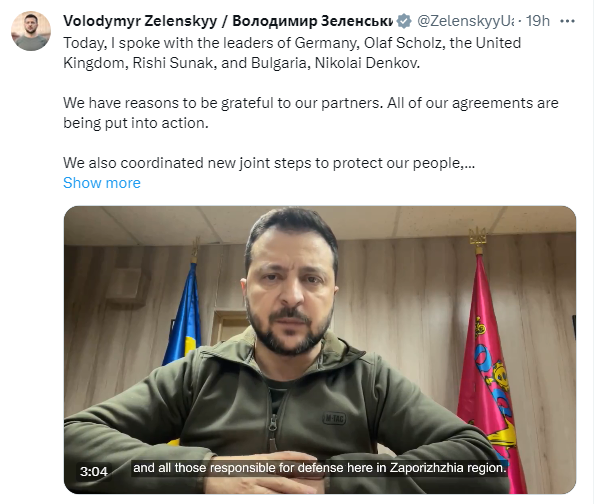 Volodymyr Zelenskyy / Володимир Зеленськи @ZelenskyyUa · 19h
Today, I spoke with the leaders of Germany, Olaf Scholz, the United
Kingdom, Rishi Sunak, and Bulgaria, Nikolai Denkov.
We have reasons to be grateful to our partners. All of our agreements are
being put into action.
We also coordinated new joint steps to protect our people,...
Show more
M-TAC
and all those responsible for defense here in Zaporizhzhia region.
3:04